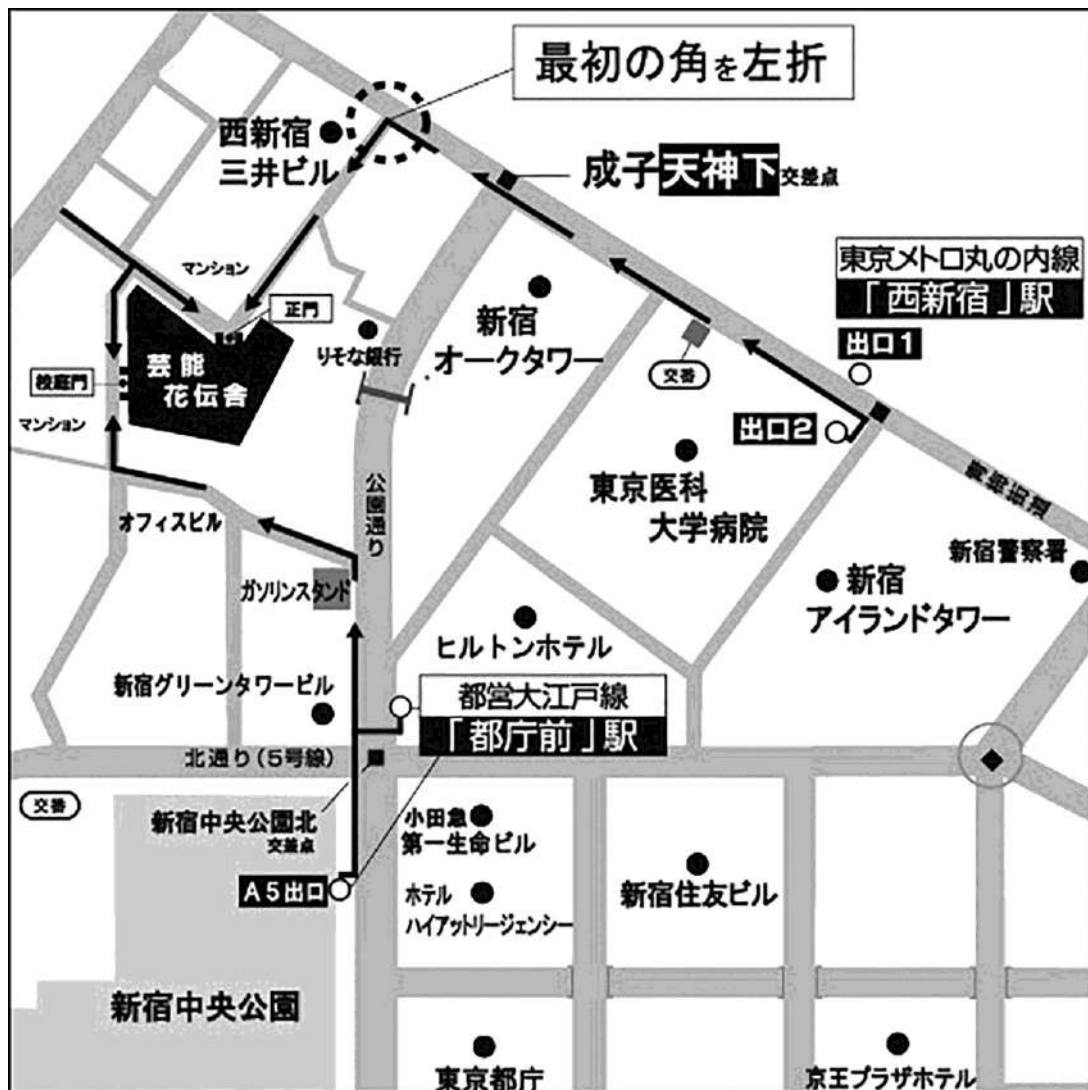 最初の角を左折
西新宿
三井ビル
成子天神下交差点
東京メトロ丸の内線
「西新宿」駅
出口1
マンション
正門
新宿
オークタワー
りそな銀行
交番
芸能
花伝舎
校庭門
マンション
出口2
東京医科
大学病院
公園通り
青梅街道
オフィスビル
新宿警察署
新宿
アイランドタワー
ガソリンスタンド
ヒルトンホテル
新宿グリーンタワービル
都営大江戸線
「都庁前」駅
北通り(5号線)
交番
新宿中央公園北
交差点
小田急
第一生命ビル
A5出口
ホテル
ハイアットリージェンシー
新宿住友ビル
新宿中央公園
東京都庁
京王プラザホテル